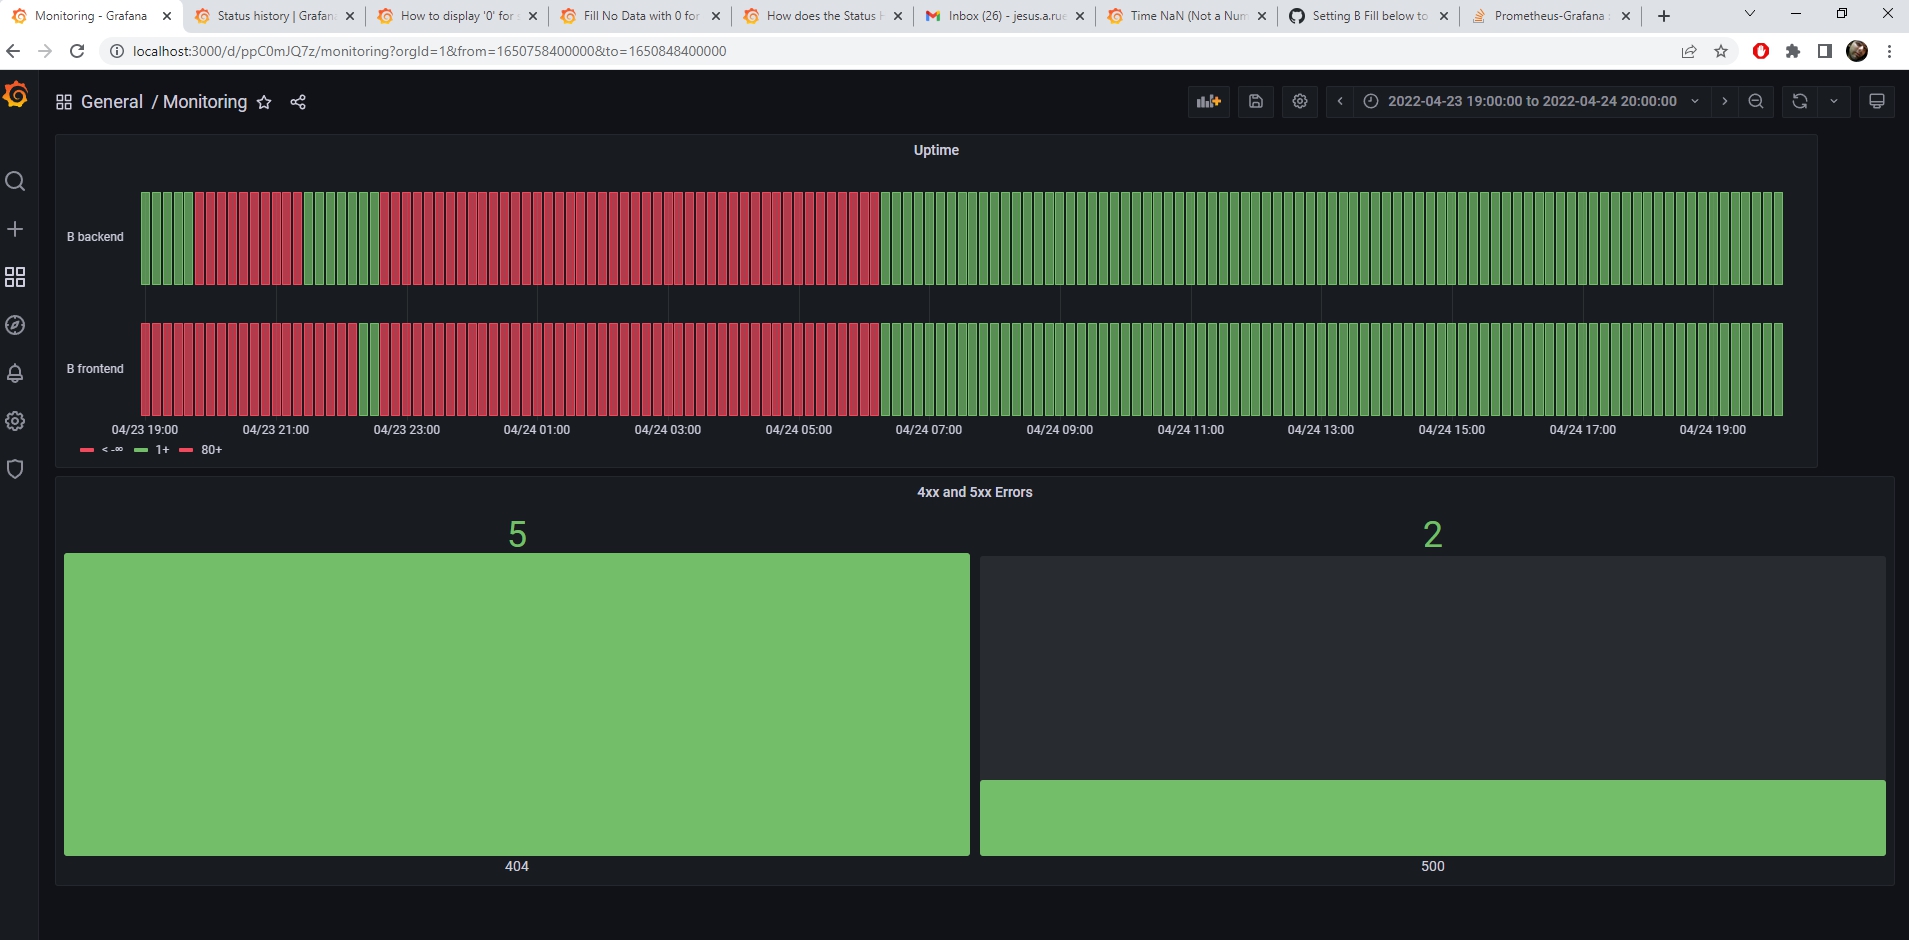 Monitoring - Grafana
Status history | Grafana
How to display '0' for
Fill No Data with 0 for
How does the Status
Inbox (26) - jesus.a.rue
Time NaN (Not a Num
Setting B Fill below to
Prometheus-Grafana
localhost:3000/d/ppC0mJQ7z/monitoring?orgId=1&from=1650758400000&to=1650848400000
General / Monitoring
2022-04-23 19:00:00 to 2022-04-24 20:00:00
Uptime
B backend
B frontend
04/23 19:00 04/23 21:00 04/23 23:00 04/24 01:00 04/24 03:00 04/24 05:00 04/24 07:00 04/24 09:00 04/24 11:00 04/24 13:00 04/24 15:00 04/24 17:00 04/24 19:00
< -∞ 1+ 80+
4xx and 5xx Errors
5 2
404 500